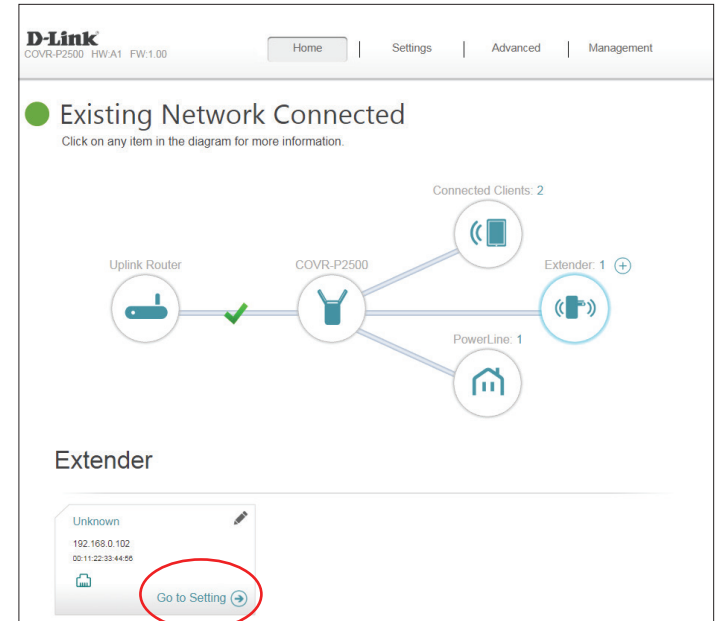 D-Link
COVR-P2500 HW:A1 FW:1.00
Home
Settings
Advanced
Management
Existing Network Connected
Click on any item in the diagram for more information.
Connected Clients: 2
Uplink Router
COVR-P2500
Extender: 1
PowerLine: 1
Extender
Unknown
192.168.0.102
00:11:22:33:44:56
Go to Setting